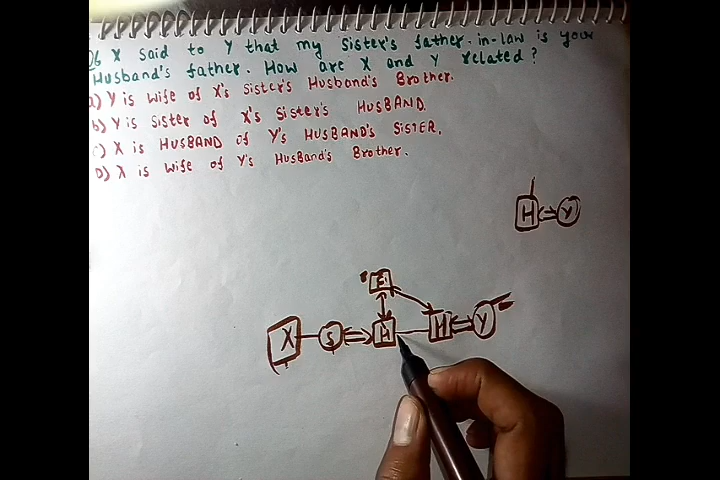 Q6 X said to Y that my sister's father-in-law is your
Husband's father. How are X and Y related?
a) Y is wife of X's sister's Husband's Brother.
b) Y is sister of X's sister's HUSBAND.
c) X is HUSBAND of Y's HUSBAND'S SISTER.
D) X is wife of Y's HusBand's Brother.
H Y
F
X S H H Y